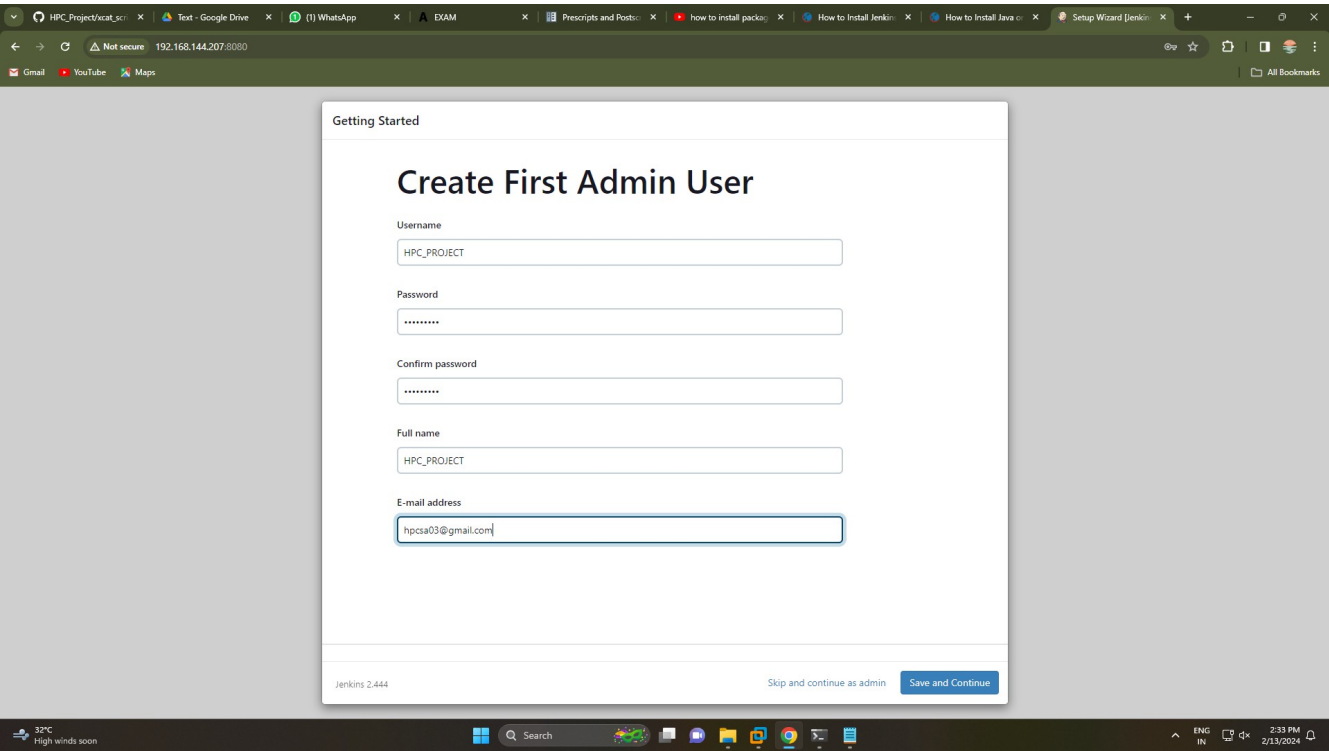 HPC_Project/xcat_scri
Text - Google Drive
(1) WhatsApp
EXAM
Prescripts and Postsc
how to install packag
How to Install Jenkin
How to Install Java or
Setup Wizard [Jenkin
Not secure 192.168.144.207:8080
Gmail YouTube Maps All Bookmarks
Getting Started
Create First Admin User
Username
HPC_PROJECT
Password
•••••••••
Confirm password
•••••••••
Full name
HPC_PROJECT
E-mail address
hpcsa03@gmail.com
Jenkins 2.444 Skip and continue as admin Save and Continue
32°C
High winds soon
Search
ENG
IN
2:33 PM
2/13/2024